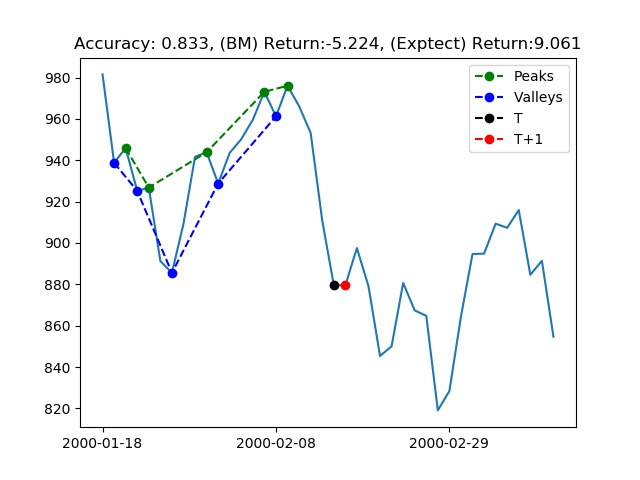 Accuracy: 0.833, (BM) Return:-5.224, (Exptect) Return:9.061
Peaks
Valleys
T
T+1
980
960
940
920
900
880
860
840
820
2000-01-18
2000-02-08
2000-02-29